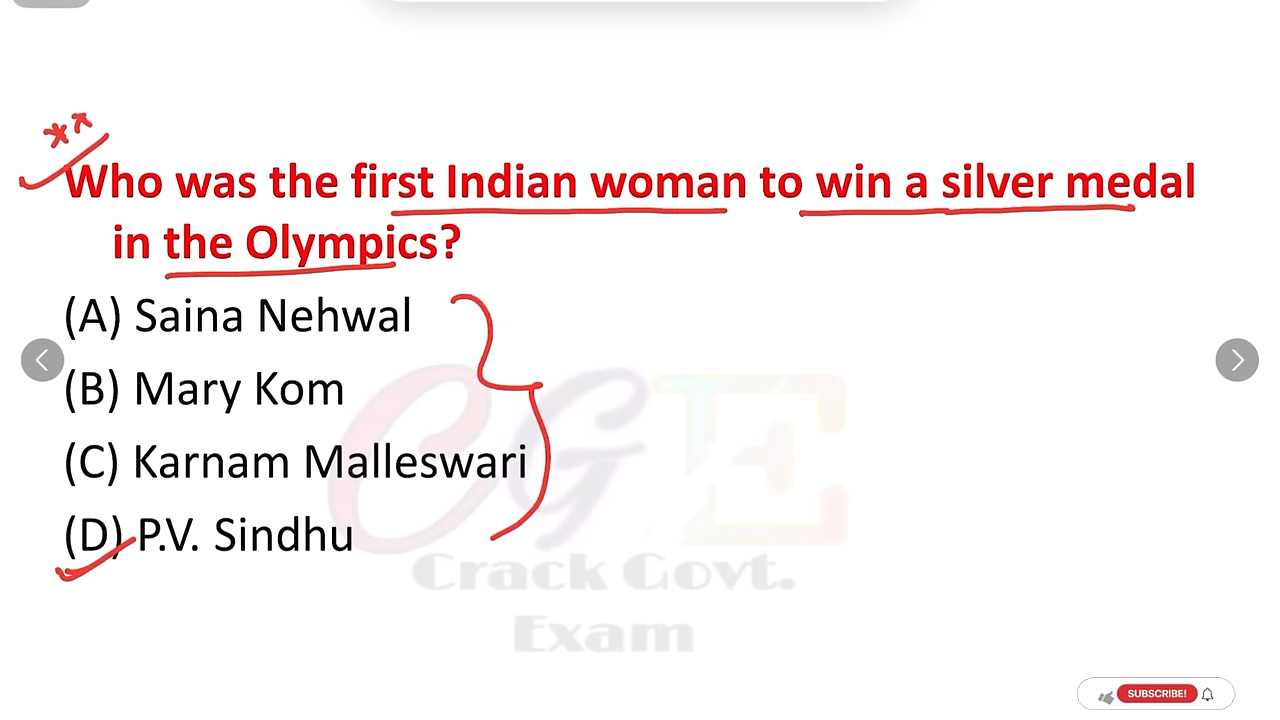 **
Who was the first Indian woman to win a silver medal
in the Olympics?
(A) Saina Nehwal
(B) Mary Kom
(C) Karnam Malleswari
(D) P.V. Sindhu
CGE
Crack Govt.
Exam
SUBSCRIBE!